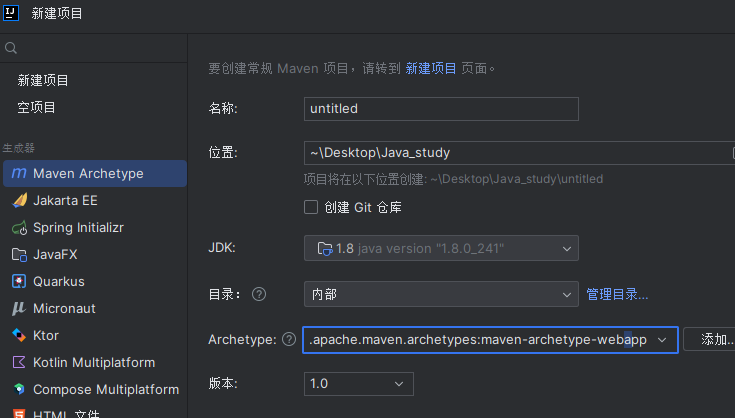 IJ 新建项目
新建项目
空项目
生成器
Maven Archetype
Jakarta EE
Spring Initializr
JavaFX
Quarkus
Micronaut
Ktor
Kotlin Multiplatform
Compose Multiplatform
HTML 文件
要创建常规 Maven 项目，请转到 新建项目 页面。
名称: untitled
位置: ~\Desktop\Java_study
项目将在以下位置创建: ~\Desktop\Java_study\untitled
创建 Git 仓库
JDK: 1.8 java version "1.8.0_241"
目录: ? 内部 管理目录...
Archetype: ? .apache.maven.archetypes:maven-archetype-webapp 添加...
版本: 1.0